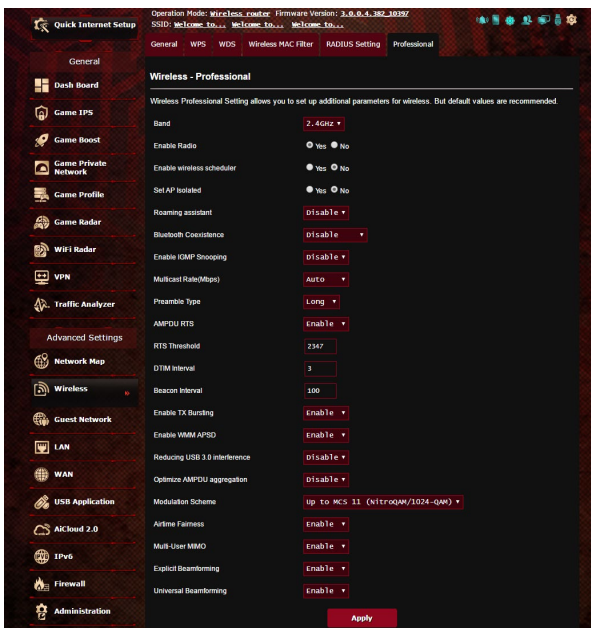 Quick Internet Setup
Operation Mode: Wireless router Firmware Version: 3.0.0.4.382_10397
SSID: Welcome to... Welcome to... Welcome to...
General WPS WDS Wireless MAC Filter RADIUS Setting Professional
General
Dash Board
Game IPS
Game Boost
Game Private
Network
Game Profile
Game Radar
WiFi Radar
VPN
Traffic Analyzer
Advanced Settings
Network Map
Wireless
Guest Network
LAN
WAN
USB Application
AiCloud 2.0
IPv6
Firewall
Administration
Wireless - Professional
Wireless Professional Setting allows you to set up additional parameters for wireless. But default values are recommended.
Band 2.4GHz
Enable Radio Yes No
Enable wireless scheduler Yes No
Set AP Isolated Yes No
Roaming assistant Disable
Bluetooth Coexistence Disable
Enable IGMP Snooping Disable
Multicast Rate(Mbps) Auto
Preamble Type Long
AMPDU RTS Enable
RTS Threshold 2347
DTIM Interval 3
Beacon Interval 100
Enable TX Bursting Enable
Enable WMM APSD Enable
Reducing USB 3.0 interference Disable
Optimize AMPDU aggregation Disable
Modulation Scheme Up to MCS 11 (NitroQAM/1024-QAM)
Airtime Fairness Enable
Multi-User MIMO Enable
Explicit Beamforming Enable
Universal Beamforming Enable
Apply